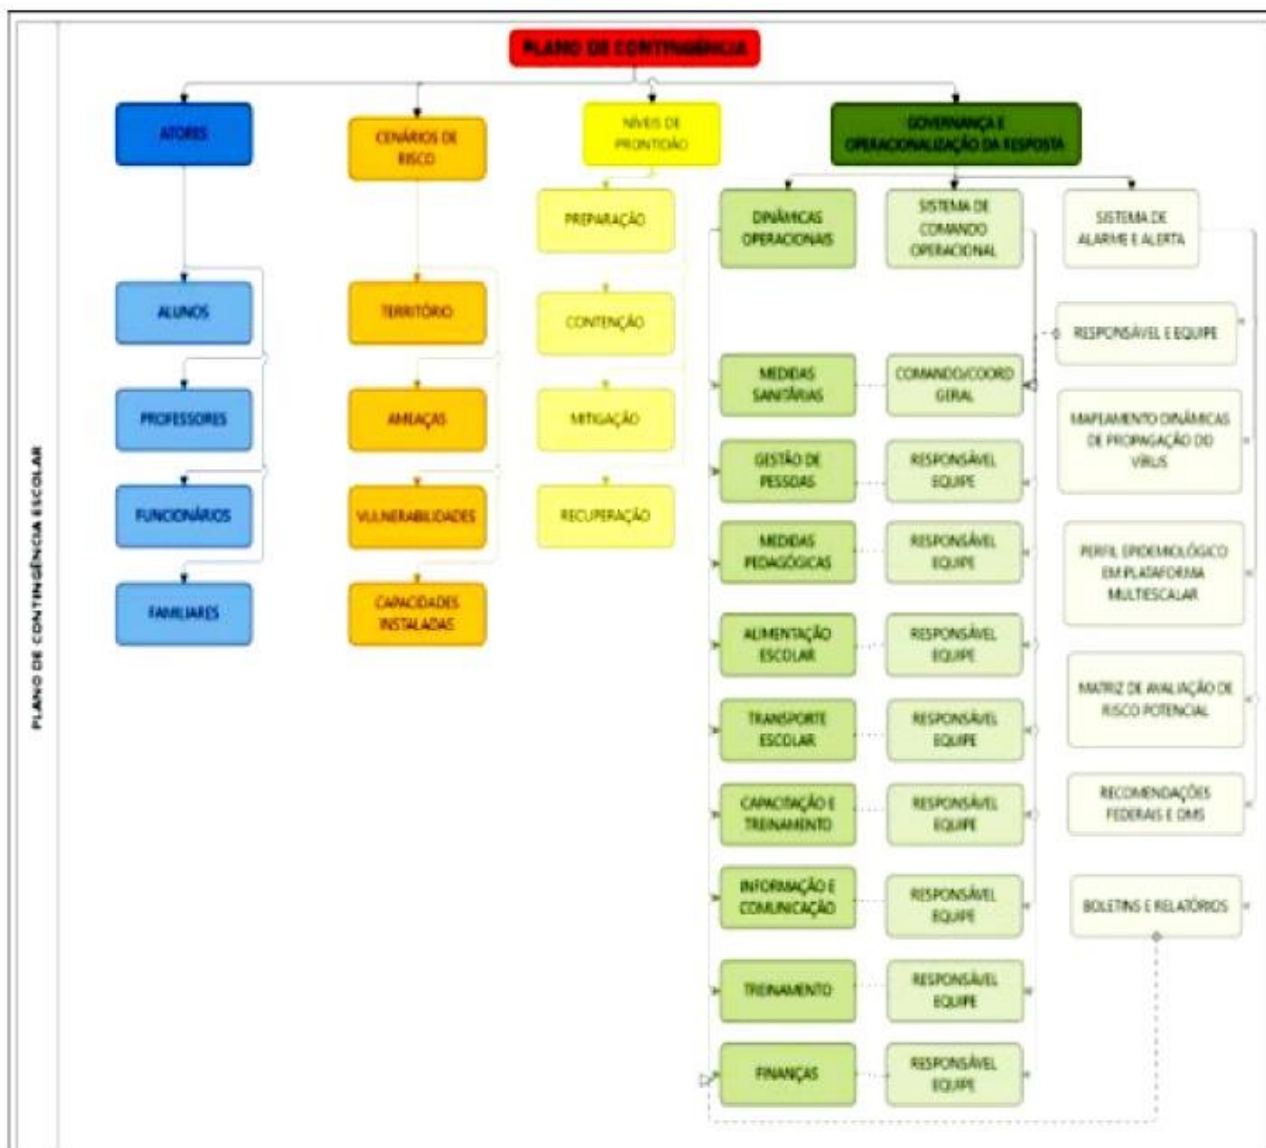 PLANO DE CONTINGÊNCIA ESCOLAR
PLANO DE CONTINGÊNCIA
ATORES
ALUNOS
PROFESSORES
FUNCIONÁRIOS
FAMILIARES
CENÁRIOS DE
RISCO
TERRITÓRIO
AMEAÇAS
VULNERABILIDADES
CAPACIDADES
INSTALADAS
NÍVEIS DE
PRONTIDÃO
PREPARAÇÃO
CONTENÇÃO
MITIGAÇÃO
RECUPERAÇÃO
GOVERNANÇA E
OPERACIONALIZAÇÃO DA RESPOSTA
DINÂMICAS
OPERACIONAIS
MEDIDAS
SANITÁRIAS
GESTÃO DE
PESSOAS
MEDIDAS
PEDAGÓGICAS
ALIMENTAÇÃO
ESCOLAR
TRANSPORTE
ESCOLAR
CAPACITAÇÃO E
TREINAMENTO
INFORMAÇÃO E
COMUNICAÇÃO
TREINAMENTO
FINANÇAS
SISTEMA DE
COMANDO
OPERACIONAL
COMANDO/COORD
GERAL
RESPONSÁVEL
EQUIPE
RESPONSÁVEL
EQUIPE
RESPONSÁVEL
EQUIPE
RESPONSÁVEL
EQUIPE
RESPONSÁVEL
EQUIPE
RESPONSÁVEL
EQUIPE
RESPONSÁVEL
EQUIPE
RESPONSÁVEL
EQUIPE
SISTEMA DE
ALARME E ALERTA
RESPONSÁVEL E EQUIPE
MAPEAMENTO DINÂMICAS
DE PROPAGAÇÃO DO
VÍRUS
PERFIL EPIDEMIOLÓGICO
EM PLATAFORMA
MULTIESCALAR
MATRIZ DE AVALIAÇÃO DE
RISCO POTENCIAL
RECOMENDAÇÕES
FEDERAIS E OMS
BOLETINS E RELATÓRIOS